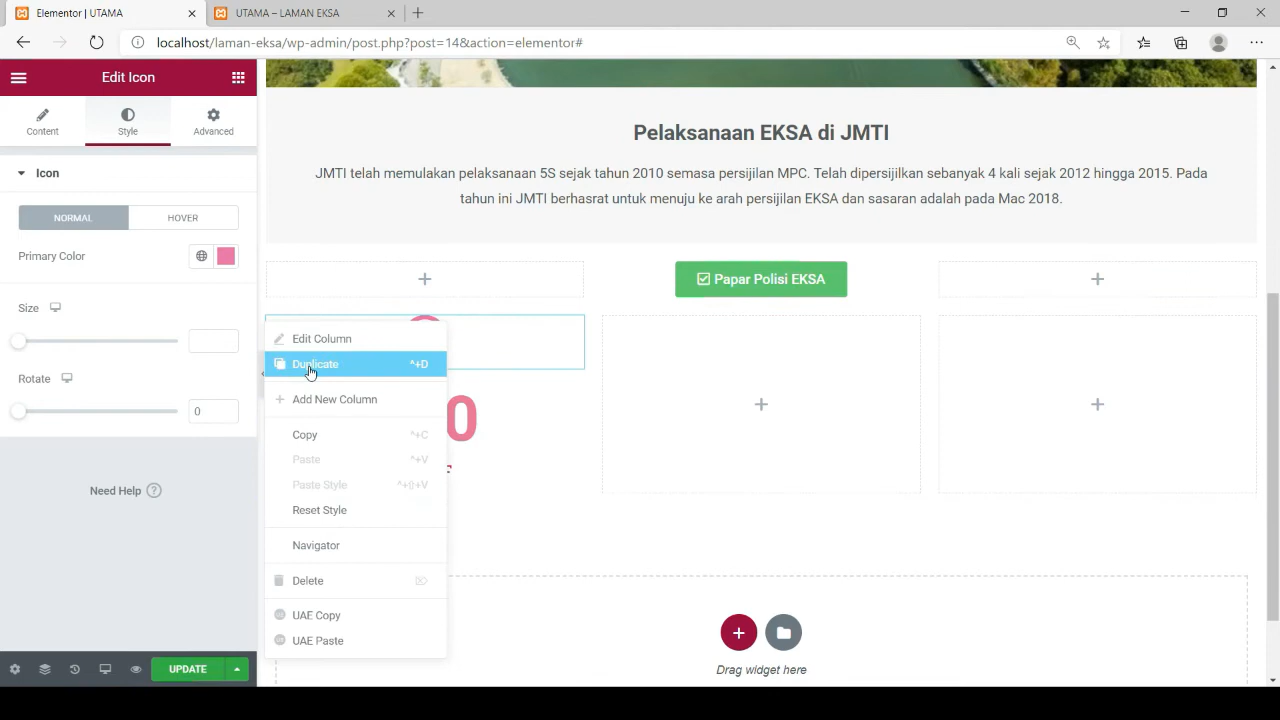 Elementor | UTAMA
UTAMA – LAMAN EKSA
localhost/laman-eksa/wp-admin/post.php?post=14&action=elementor#
Edit Icon
Content
Style
Advanced
Icon
NORMAL
HOVER
Primary Color
Size
Rotate
0
Need Help
UPDATE
Pelaksanaan EKSA di JMTI
JMTI telah memulakan pelaksanaan 5S sejak tahun 2010 semasa persijilan MPC. Telah dipersijilkan sebanyak 4 kali sejak 2012 hingga 2015. Pada
tahun ini JMTI berhasrat untuk menuju ke arah persijilan EKSA dan sasaran adalah pada Mac 2018.
Papar Polisi EKSA
Edit Column
Duplicate ^+D
Add New Column
Copy ^+C
Paste ^+V
Paste Style ^+⇧+V
Reset Style
Navigator
Delete
UAE Copy
UAE Paste
0
Drag widget here